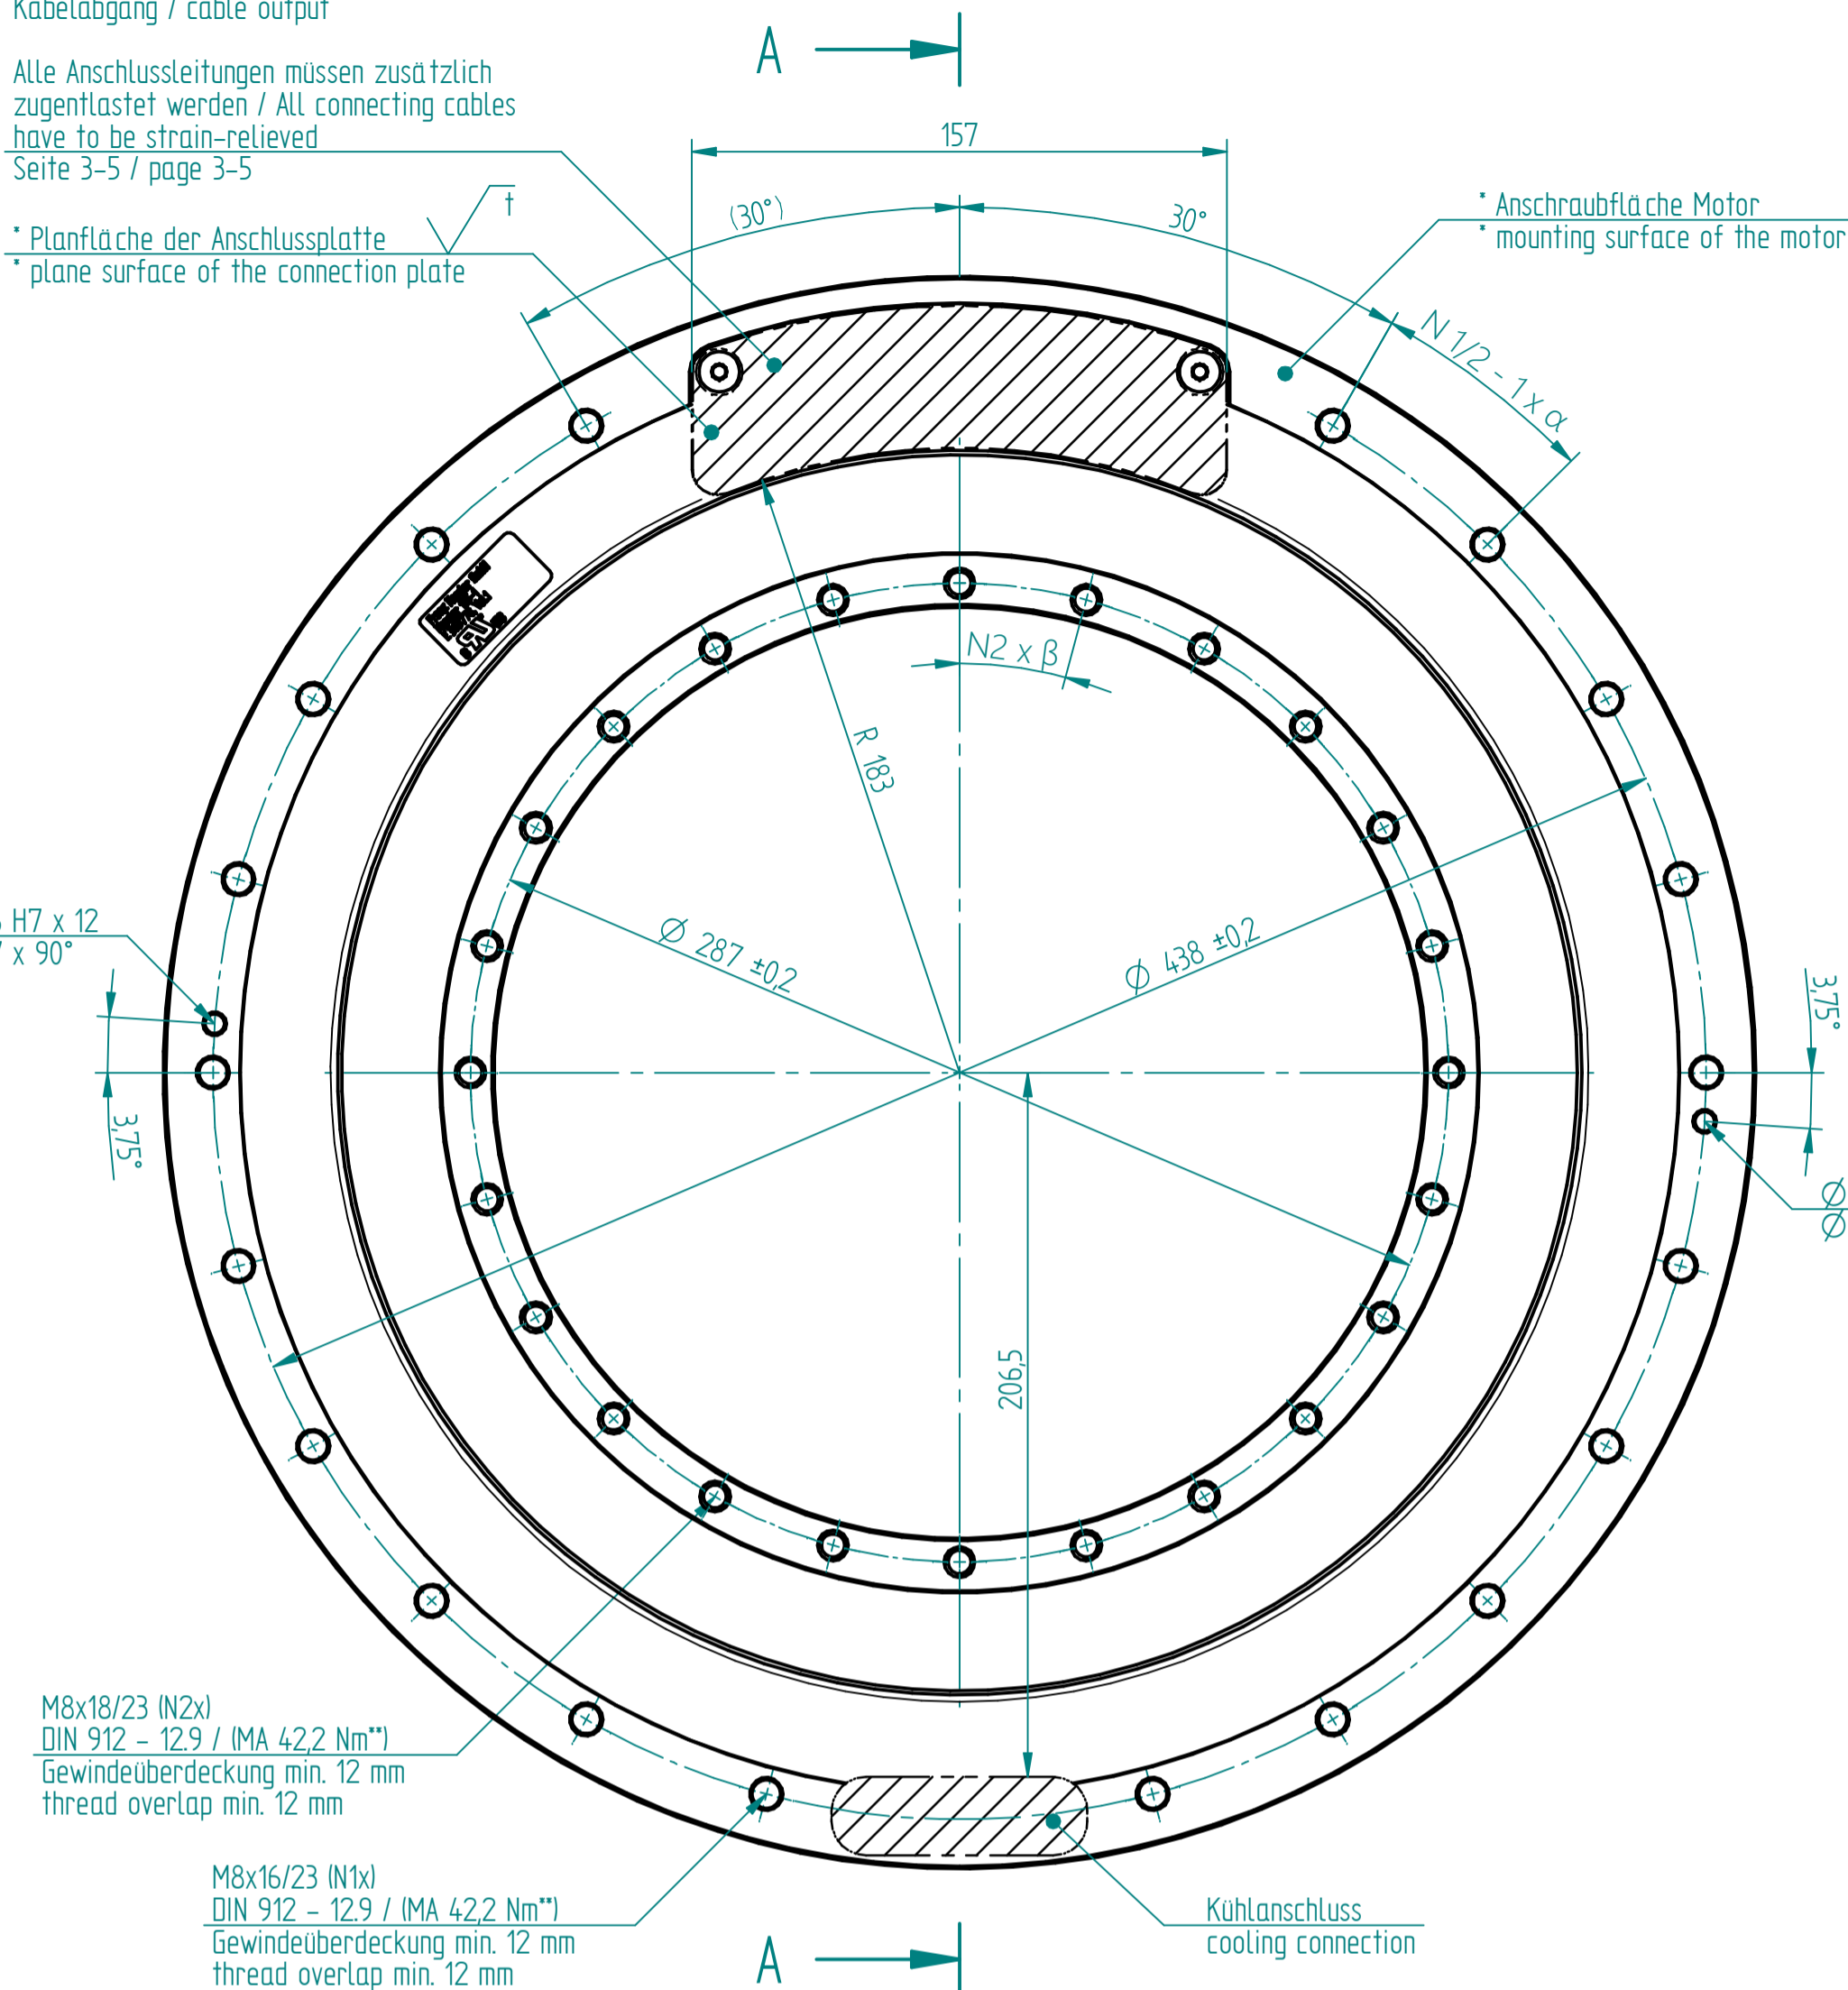 Kabelabgang / cable output
A
Alle Anschlussleitungen müssen zusätzlich
zugentlastet werden / All connecting cables
have to be strain-relieved
Seite 3-5 / page 3-5
157
t
(30°)
30°
* Anschraubfläche Motor
* mounting surface of the motor
* Planfläche der Anschlussplatte
* plane surface of the connection plate
N 1/2 - 1 x α
N2 x β
R 183
H7 x 12
x 90°
Ø 287 ±0,2
Ø 438 ±0,2
3,75°
3,75°
Ø
Ø
206,5
M8x18/23 (N2x)
DIN 912 - 12.9 / (MA 42,2 Nm**)
Gewindeüberdeckung min. 12 mm
thread overlap min. 12 mm
M8x16/23 (N1x)
DIN 912 - 12.9 / (MA 42,2 Nm**)
Gewindeüberdeckung min. 12 mm
thread overlap min. 12 mm
Kühlanschluss
cooling connection
A